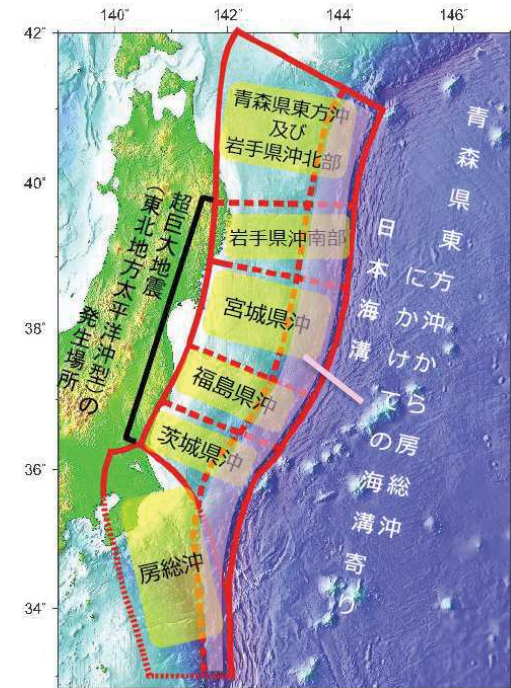 140°
142°
144°
146°
42°
40°
38°
36°
34°
青森県東方沖
及び
岩手県沖北部
岩手県沖南部
宮城県沖
福島県沖
茨城県沖
房総沖
超巨大地震
（東北地方太平洋沖型）の
発生場所
日本海溝
青森県東方沖から房総沖
にかけての海溝寄り